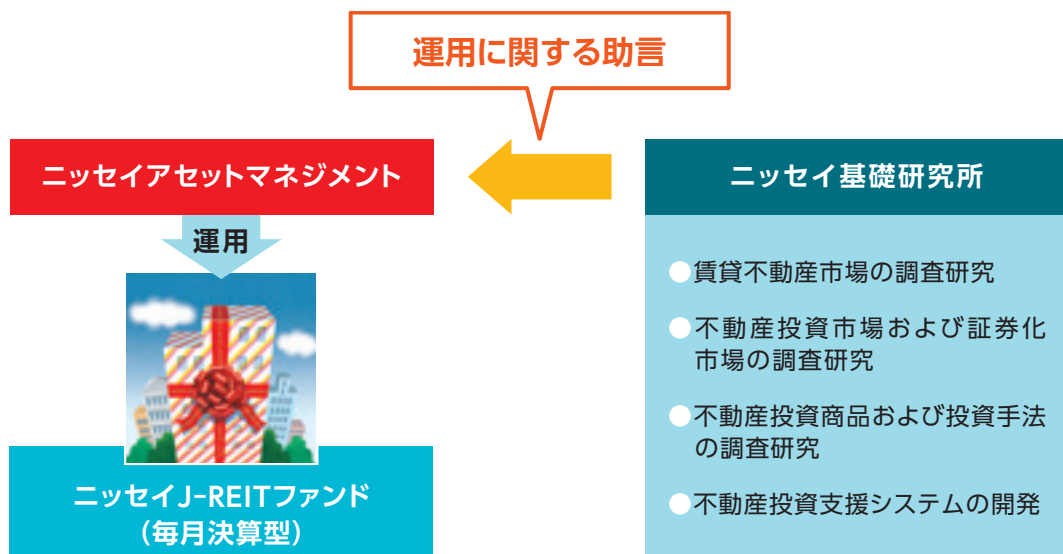 運用に関する助言
ニッセイアセットマネジメント
運用
ニッセイJ-REITファンド
（毎月決算型）
ニッセイ基礎研究所
●賃貸不動産市場の調査研究
●不動産投資市場および証券化
市場の調査研究
●不動産投資商品および投資手法
の調査研究
●不動産投資支援システムの開発